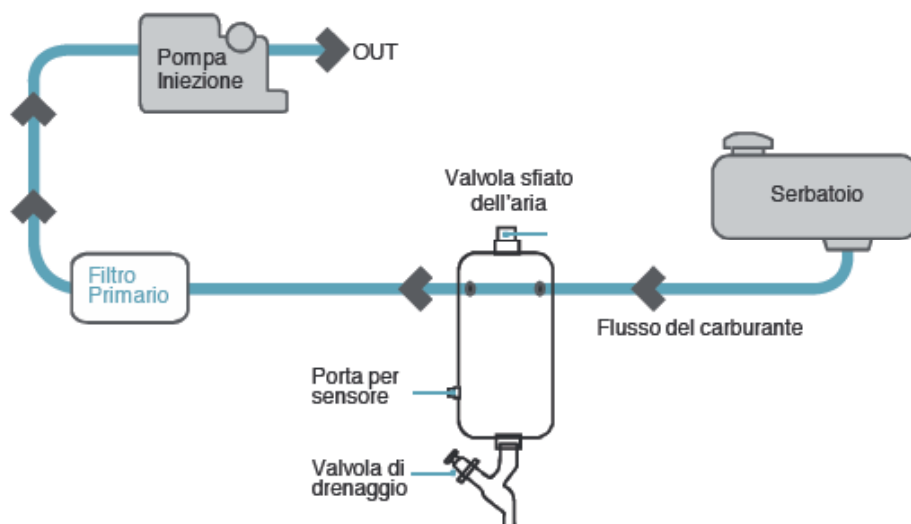 Pompa
Iniezione
OUT
Valvola sfiato
dell'aria
Serbatoio
Filtro
Primario
Flusso del carburante
Porta per
sensore
Valvola di
drenaggio